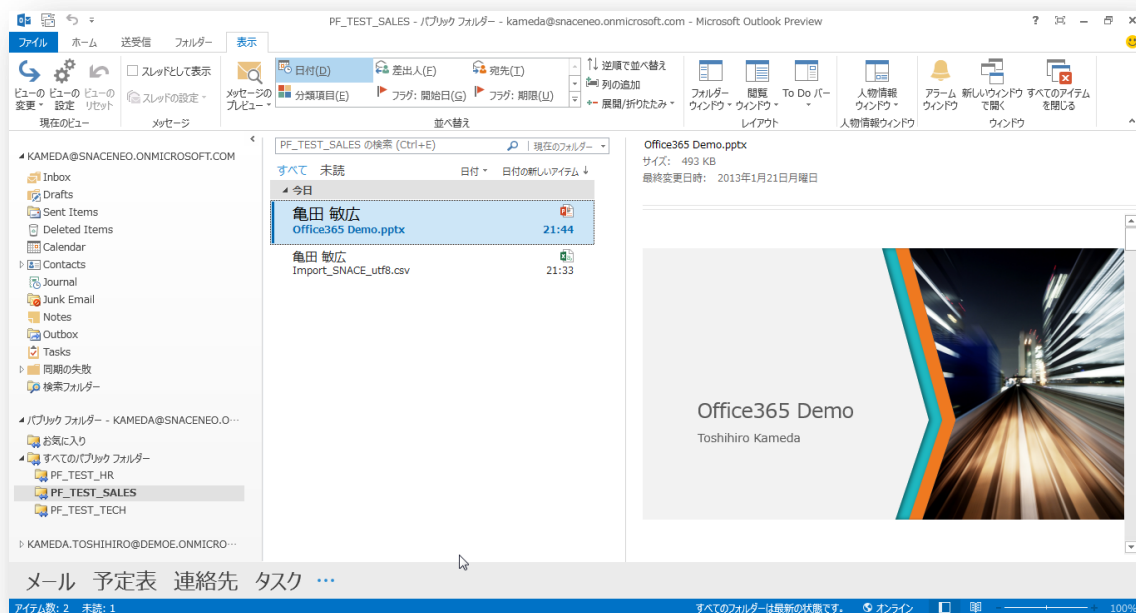 PF_TEST_SALES - パブリック フォルダー - kameda@snaceneo.onmicrosoft.com - Microsoft Outlook Preview
ファイル ホーム 送受信 フォルダー 表示
ビューの変更 ビューの設定 ビューのリセット
現在のビュー
スレッドとして表示
スレッドの設定
メッセージ
メッセージのプレビュー
日付(D) 差出人(F) 宛先(T)
分類項目(E) フラグ: 開始日(G) フラグ: 期限(U)
逆順で並べ替え
列の追加
展開/折りたたみ
並べ替え
フォルダーウィンドウ 閲覧ウィンドウ To Do バー
レイアウト
人物情報ウィンドウ
人物情報ウィンドウ
アラームウィンドウ 新しいウィンドウで開く すべてのアイテムを閉じる
ウィンドウ
KAMEDA@SNACENEO.ONMICROSOFT.COM
Inbox
Drafts
Sent Items
Deleted Items
Calendar
Contacts
Journal
Junk Email
Notes
Outbox
Tasks
同期の失敗
検索フォルダー
パブリック フォルダー - KAMEDA@SNACENEO.O…
お気に入り
すべてのパブリック フォルダー
PF_TEST_HR
PF_TEST_SALES
PF_TEST_TECH
KAMEDA.TOSHIHIRO@DEMOE.ONMICRO…
PF_TEST_SALES の検索 (Ctrl+E) 現在のフォルダー
すべて 未読 日付 日付の新しいアイテム ↓
今日
亀田 敏広
Office365 Demo.pptx 21:44
亀田 敏広
Import_SNACE_utf8.csv 21:33
Office365 Demo.pptx
サイズ: 493 KB
最終変更日時: 2013年1月21日月曜日
Office365 Demo
Toshihiro Kameda
メール 予定表 連絡先 タスク …
アイテム数: 2 未読: 1 すべてのフォルダーは最新の状態です。 オンライン 100%